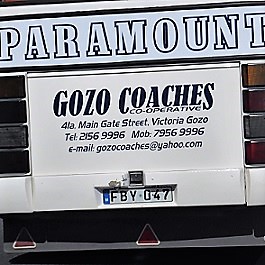 PARAMOUNT
GOZO COACHES
CO-OPERATIVE
41a, Main Gate Street, Victoria Gozo
Tel: 2156 9996 Mob: 7956 9996
e-mail: gozocoaches@yahoo.com
FBY 047